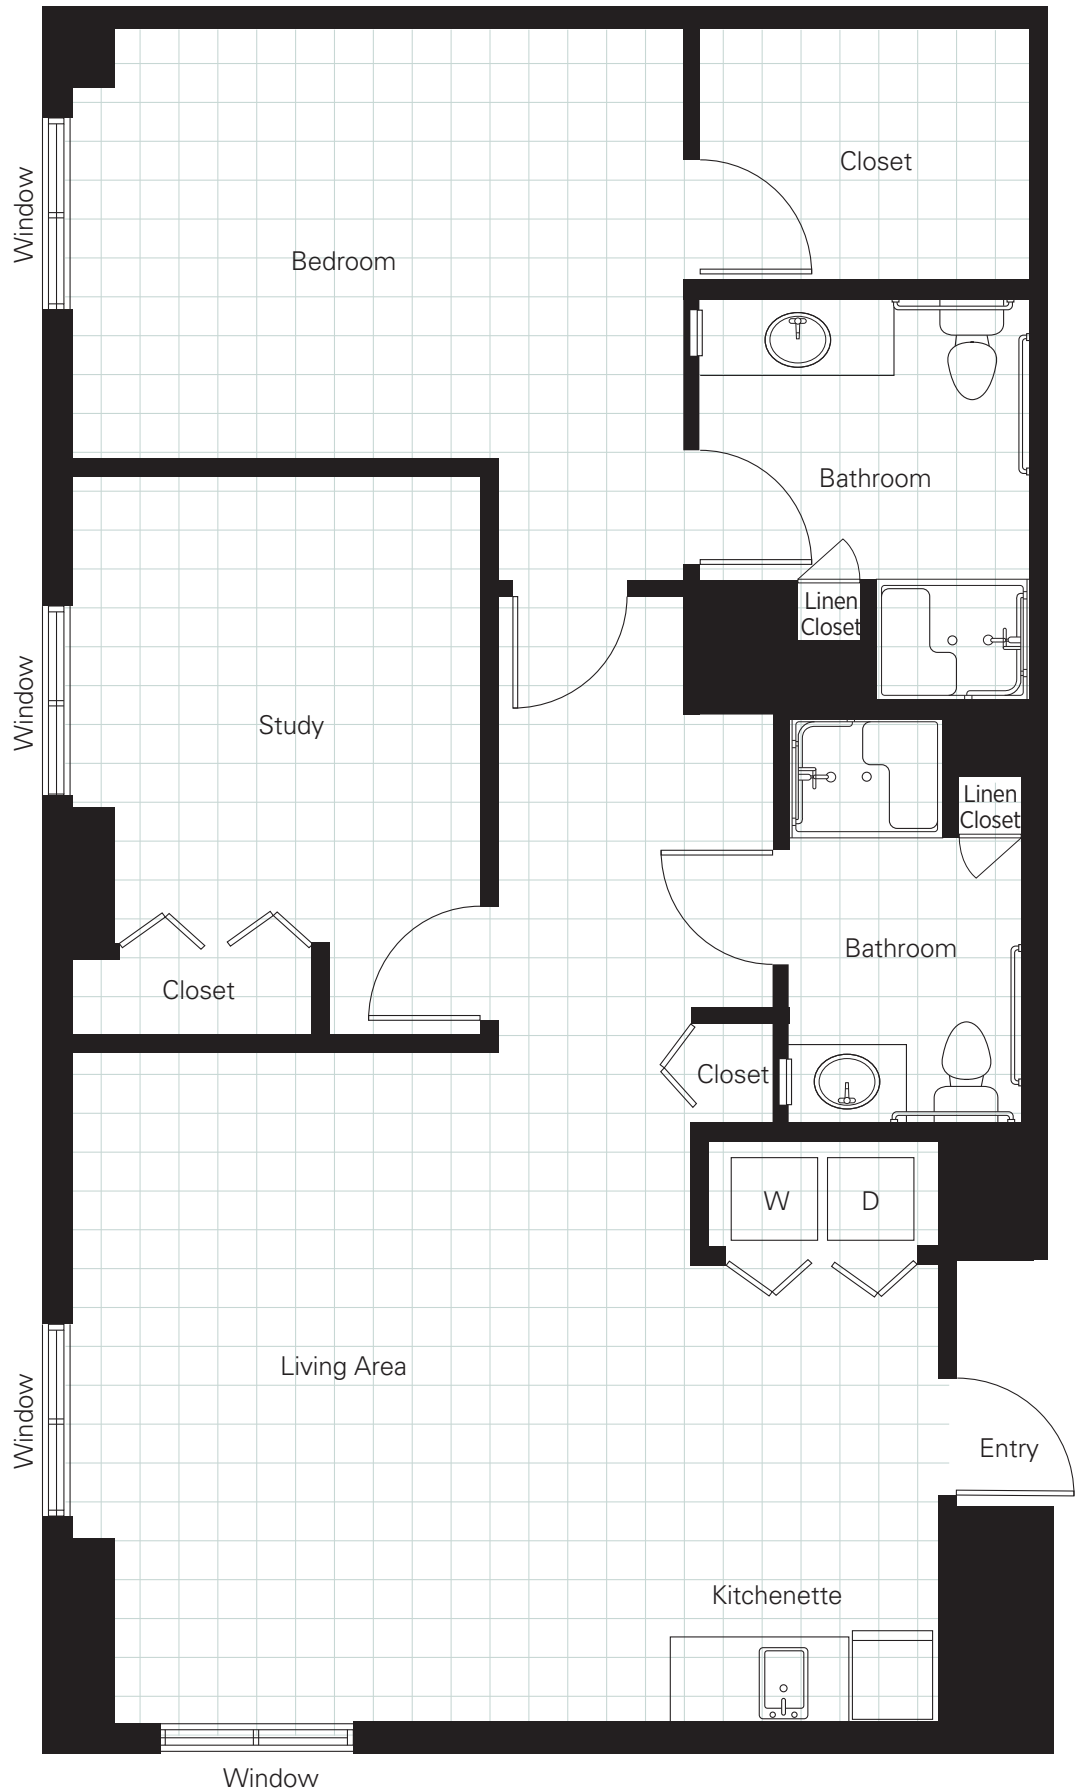 Closet
Window
Bedroom
Bathroom
Linen
Closet
Window
Study
Linen
Closet
Bathroom
Closet
Closet
W
D
Living Area
Window
Entry
Kitchenette
Window